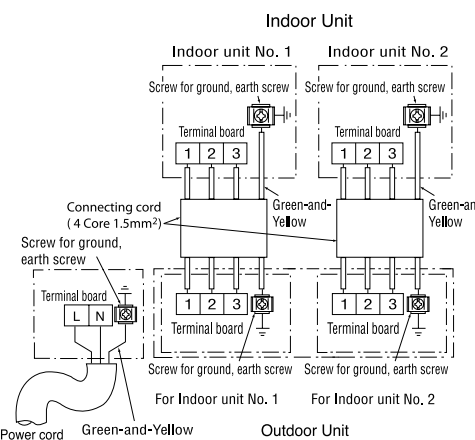 Indoor Unit
Indoor unit No. 1
Indoor unit No. 2
Screw for ground, earth screw
Screw for ground, earth screw
Terminal board
Terminal board
1 2 3
1 2 3
Connecting cord
( 4 Core 1.5mm²)
Green-and-
Yellow
Green-an
Yellow
Screw for ground,
earth screw
Terminal board
L N
1 2 3
1 2 3
Terminal board
Terminal board
Screw for ground, earth screw
Screw for ground, earth screw
For Indoor unit No. 1
For Indoor unit No. 2
Power cord
Green-and-Yellow
Outdoor Unit